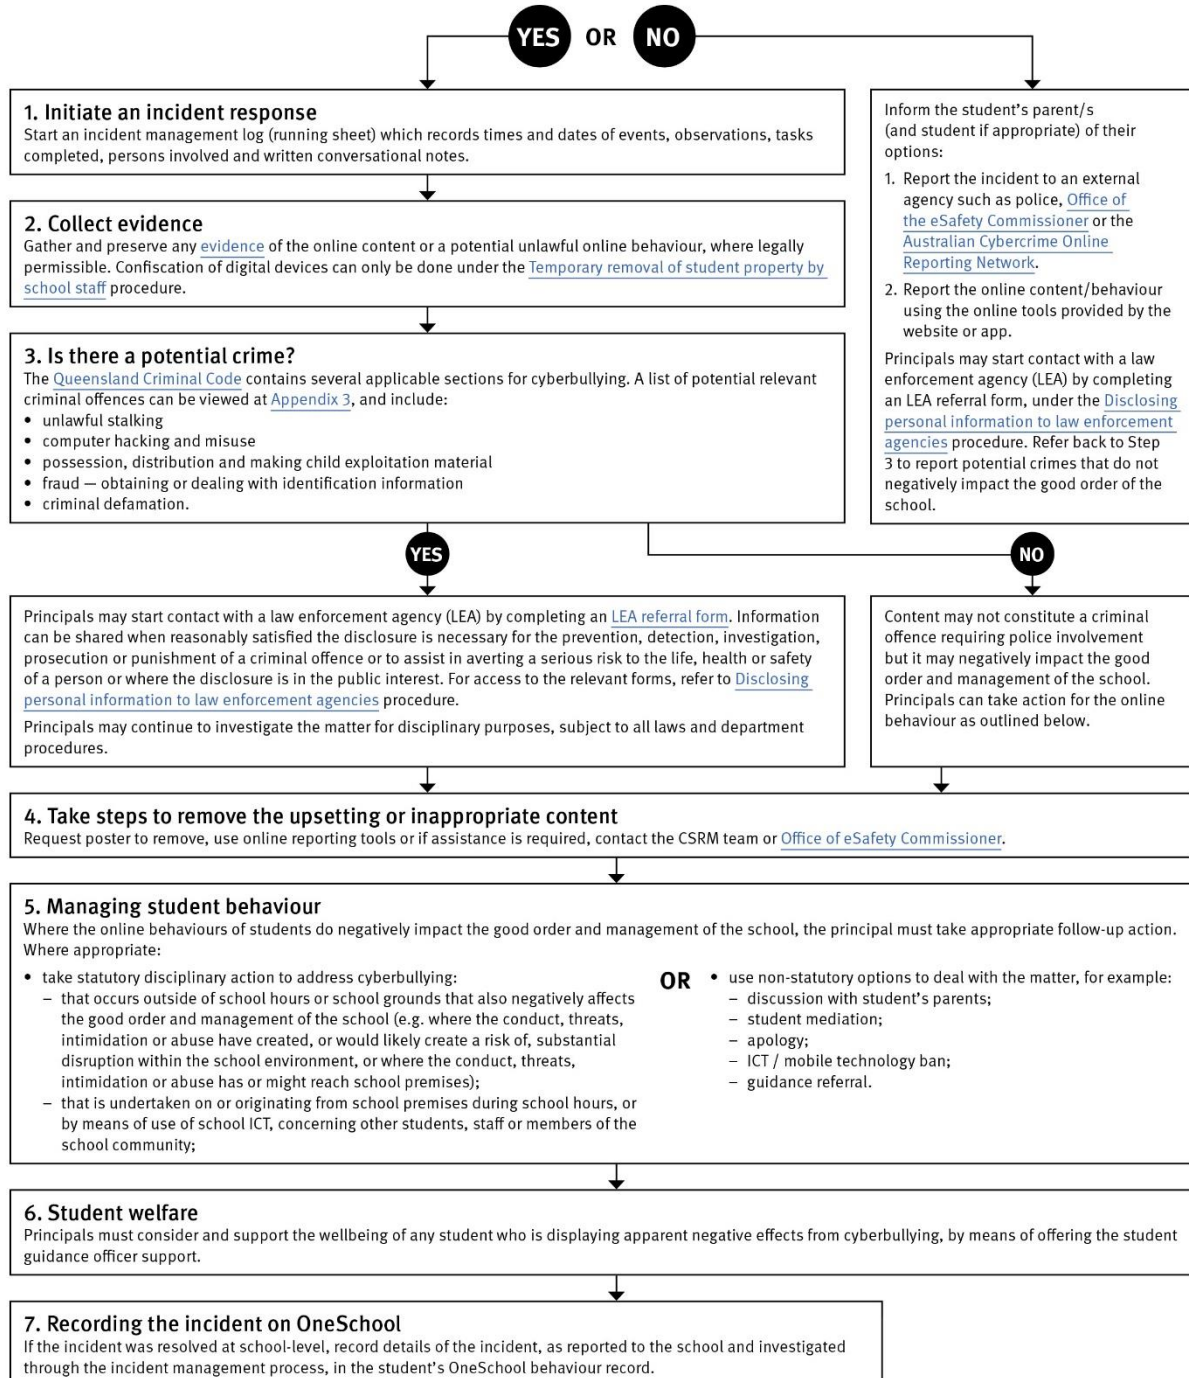 YES OR NO
1. Initiate an incident response
Start an incident management log (running sheet) which records times and dates of events, observations, tasks
completed, persons involved and written conversational notes.
2. Collect evidence
Gather and preserve any evidence of the online content or a potential unlawful online behaviour, where legally
permissible. Confiscation of digital devices can only be done under the Temporary removal of student property by
school staff procedure.
3. Is there a potential crime?
The Queensland Criminal Code contains several applicable sections for cyberbullying. A list of potential relevant
criminal offences can be viewed at Appendix 3, and include:
• unlawful stalking
• computer hacking and misuse
• possession, distribution and making child exploitation material
• fraud — obtaining or dealing with identification information
• criminal defamation.
Inform the student's parent/s
(and student if appropriate) of their
options:
1. Report the incident to an external
agency such as police, Office of
the eSafety Commissioner or the
Australian Cybercrime Online
Reporting Network.
2. Report the online content/behaviour
using the online tools provided by the
website or app.
Principals may start contact with a law
enforcement agency (LEA) by completing
an LEA referral form, under the Disclosing
personal information to law enforcement
agencies procedure. Refer back to Step
3 to report potential crimes that do not
negatively impact the good order of the
school.
YES
NO
Principals may start contact with a law enforcement agency (LEA) by completing an LEA referral form. Information
can be shared when reasonably satisfied the disclosure is necessary for the prevention, detection, investigation,
prosecution or punishment of a criminal offence or to assist in averting a serious risk to the life, health or safety
of a person or where the disclosure is in the public interest. For access to the relevant forms, refer to Disclosing
personal information to law enforcement agencies procedure.
Principals may continue to investigate the matter for disciplinary purposes, subject to all laws and department
procedures.
Content may not constitute a criminal
offence requiring police involvement
but it may negatively impact the good
order and management of the school.
Principals can take action for the online
behaviour as outlined below.
4. Take steps to remove the upsetting or inappropriate content
Request poster to remove, use online reporting tools or if assistance is required, contact the CSRM team or Office of eSafety Commissioner.
5. Managing student behaviour
Where the online behaviours of students do negatively impact the good order and management of the school, the principal must take appropriate follow-up action.
Where appropriate:
• take statutory disciplinary action to address cyberbullying:
– that occurs outside of school hours or school grounds that also negatively affects
the good order and management of the school (e.g. where the conduct, threats,
intimidation or abuse have created, or would likely create a risk of, substantial
disruption within the school environment, or where the conduct, threats,
intimidation or abuse has or might reach school premises);
– that is undertaken on or originating from school premises during school hours, or
by means of use of school ICT, concerning other students, staff or members of the
school community;
OR
• use non-statutory options to deal with the matter, for example:
– discussion with student's parents;
– student mediation;
– apology;
– ICT / mobile technology ban;
– guidance referral.
6. Student welfare
Principals must consider and support the wellbeing of any student who is displaying apparent negative effects from cyberbullying, by means of offering the student
guidance officer support.
7. Recording the incident on OneSchool
If the incident was resolved at school-level, record details of the incident, as reported to the school and investigated
through the incident management process, in the student's OneSchool behaviour record.